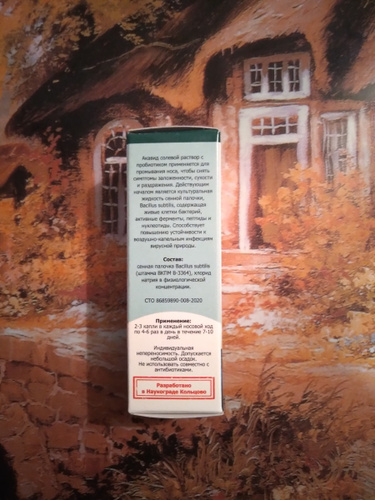 Аквавид солевой раствор с
пробиотиком применяется для
промывания носа, чтобы снять
симптомы заложенности, сухости
и раздражения. Действующим
началом является культуральная
жидкость сенной палочки,
Bacillus subtilis, содержащая
живые клетки бактерий,
активные ферменты, пептиды и
нуклеотиды. Способствует
повышению устойчивости к
воздушно-капельным инфекциям
вирусной природы.
Состав:
сенная палочка Bacillus subtilis
(штамма ВКПМ В-3364), хлорид
натрия в физиологической
концентрации.
СТО 86859890-008-2020
Применение:
2-3 капли в каждый носовой ход
по 4-6 раз в день в течение 7-10
дней.
Индивидуальная
непереносимость. Допускается
небольшой осадок.
Не использовать совместно с
антибиотиками.
Разработано
в Наукограде Кольцово